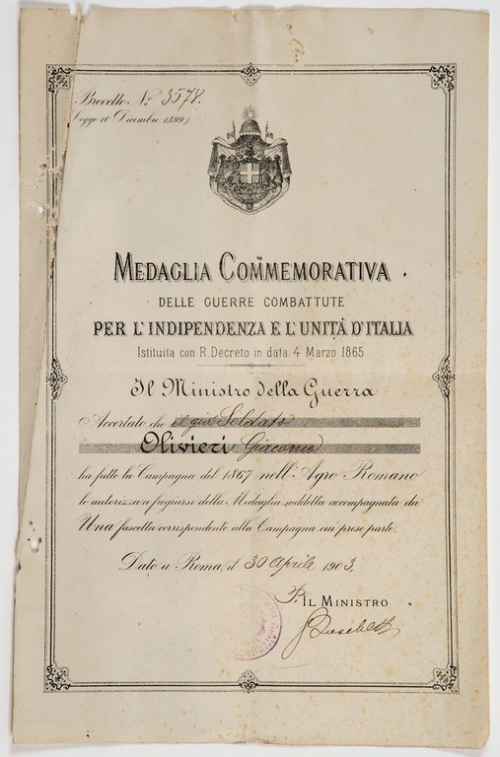 Brevetto N.° 3578.
(Legge 10 Dicembre 1899)
MEDAGLIA COMMEMORATIVA
DELLE GUERRE COMBATTUTE
PER L'INDIPENDENZA E L'UNITÀ D'ITALIA
Istituita con R. Decreto in data 4 Marzo 1865
Il Ministro della Guerra
Accertato che il già Soldato
Olivieri Giacomo
ha fatto la Campagna del 1867 nell'Agro Romano
lo autorizza a fregiarsi della Medaglia suddetta accompagnata da
Una fascetta corrispondente alla Campagna cui prese parte.
Dato a Roma, il 30 Aprile 1903.
P. IL MINISTRO